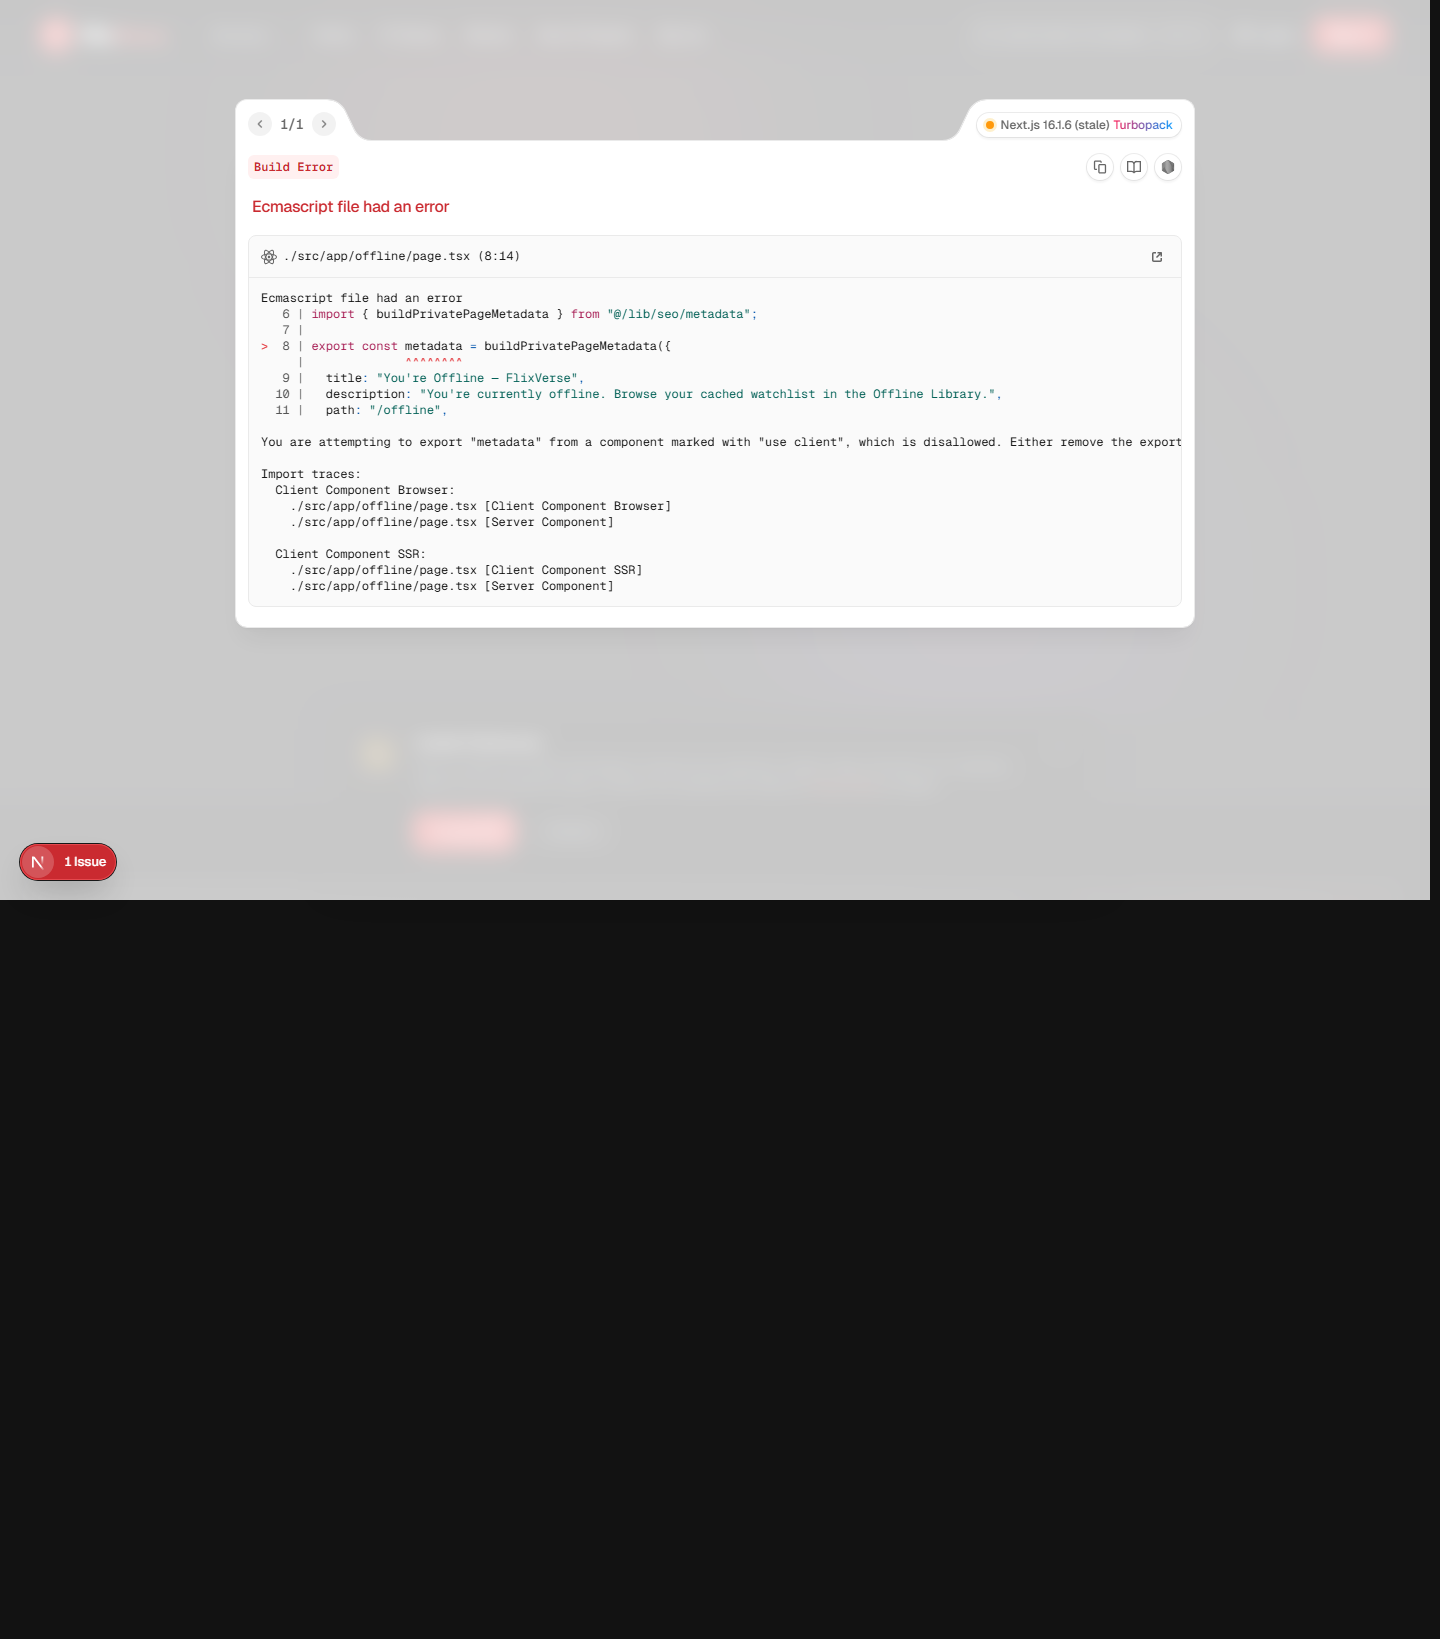 1/1
Next.js 16.1.6 (stale) Turbopack
Build Error
Ecmascript file had an error
./src/app/offline/page.tsx (8:14)
Ecmascript file had an error
6 | import { buildPrivatePageMetadata } from "@/lib/seo/metadata";
7 |
> 8 | export const metadata = buildPrivatePageMetadata({
| ^^^^^^^^
9 | title: "You're Offline — FlixVerse",
10 | description: "You're currently offline. Browse your cached watchlist in the Offline Library.",
11 | path: "/offline",
You are attempting to export "metadata" from a component marked with "use client", which is disallowed. Either remove the export
Import traces:
Client Component Browser:
./src/app/offline/page.tsx [Client Component Browser]
./src/app/offline/page.tsx [Server Component]
Client Component SSR:
./src/app/offline/page.tsx [Client Component SSR]
./src/app/offline/page.tsx [Server Component]
N 1 Issue